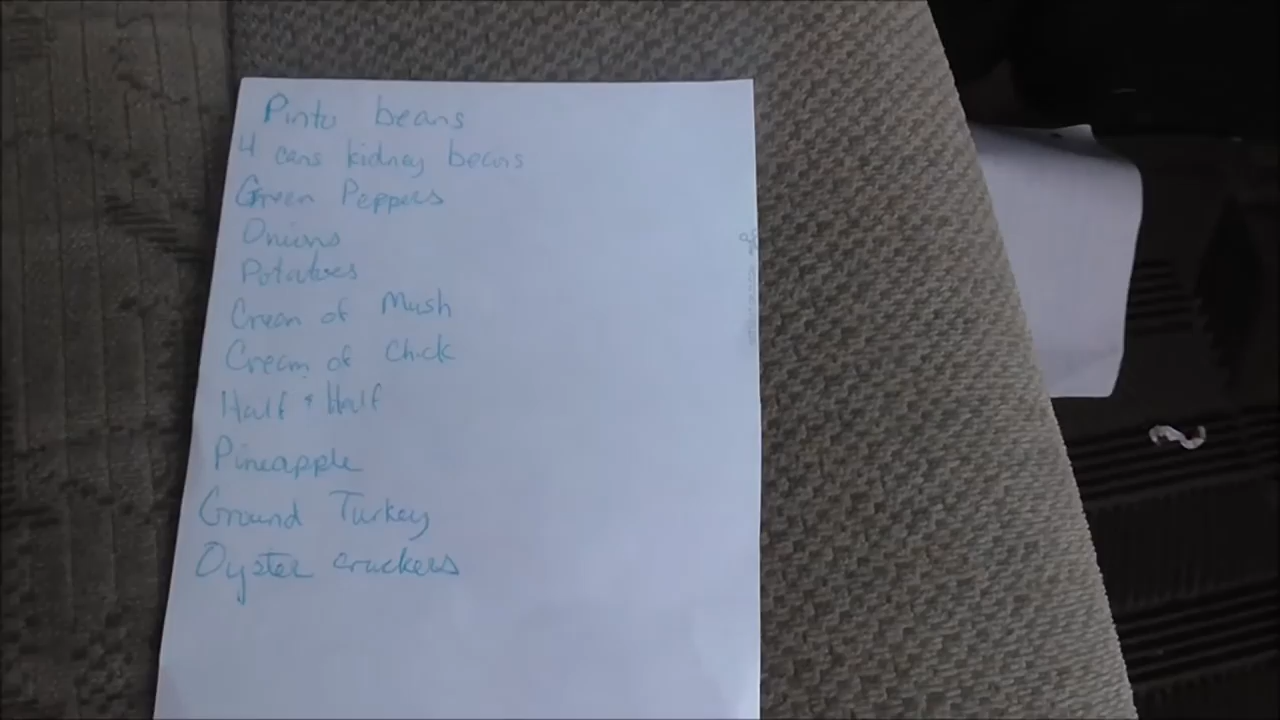 Pinto beans
4 cans kidney beans
Green Peppers
Onions
Potatoes
Cream of Mush
Cream of Chick
Half & Half
Pineapple
Ground Turkey
Oyster crackers